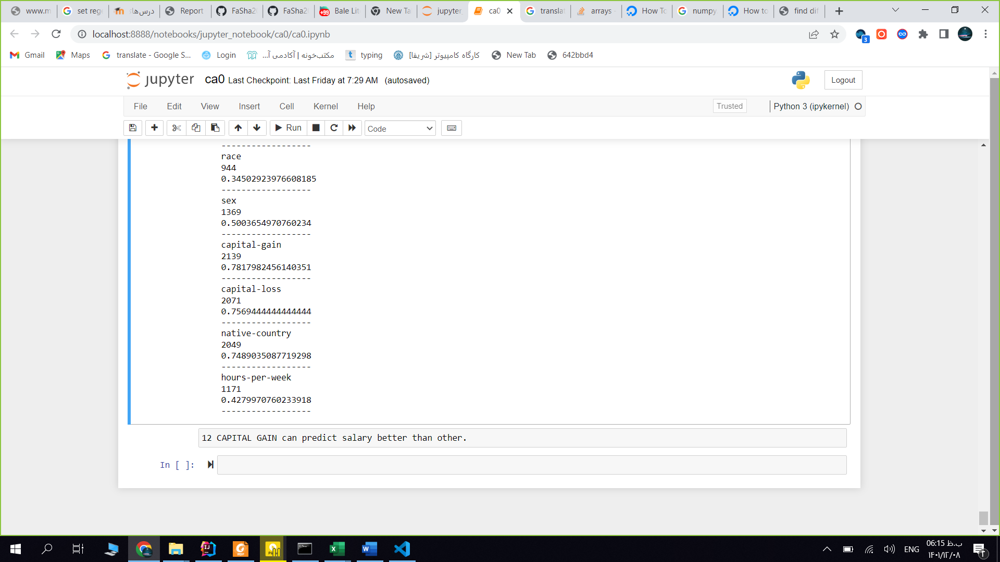 www.m
set rege
درس‌ها
Report
FaSha2
FaSha2
Bale Lit
New Ta
jupyter
ca0
translat
arrays
How To
numpy
How to
find dif
localhost:8888/notebooks/jupyter_notebook/ca0/ca0.ipynb
3
Gmail
Maps
translate - Google S...
Login
مکتب‌خونه | آکادمی آ...
typing
کارگاه کامپیوتر [شریفا]
New Tab
642bbd4
jupyter ca0 Last Checkpoint: Last Friday at 7:29 AM (autosaved)
Logout
File Edit View Insert Cell Kernel Help
Trusted
Python 3 (ipykernel)
Run
Code
------------------
race
944
0.34502923976608185
------------------
sex
1369
0.5003654970760234
------------------
capital-gain
2139
0.7817982456140351
------------------
capital-loss
2071
0.7569444444444444
------------------
native-country
2049
0.7489035087719298
------------------
hours-per-week
1171
0.4279970760233918
------------------
12 CAPITAL GAIN can predict salary better than other.
In [ ]:
ENG
06:15 ب.ظ
۱۴۰۱/۱۲/۰۸
۲